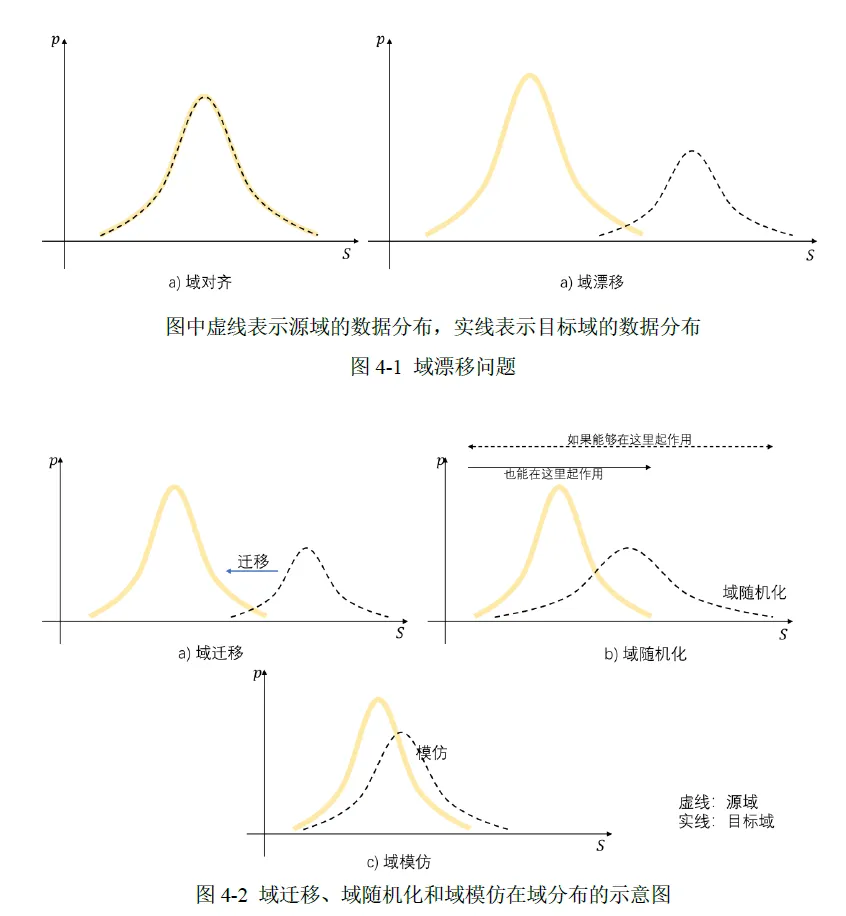 p
p
S
S
a) 域对齐
a) 域漂移
图中虚线表示源域的数据分布，实线表示目标域的数据分布
图 4-1 域漂移问题
如果能够在这里起作用
p
p
也能在这里起作用
迁移
域随机化
S
S
a) 域迁移
b) 域随机化
p
模仿
虚线：源域
实线：目标域
S
c) 域模仿
图 4-2 域迁移、域随机化和域模仿在域分布的示意图